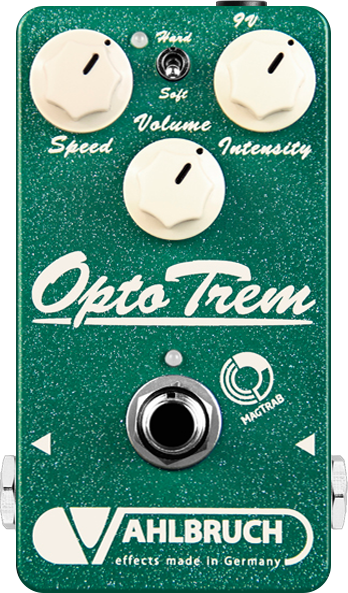 9V
Hard
Soft
Speed
Volume
Intensity
Opto Trem
MAGTRAB
VAHLBRUCH
effects made in Germany